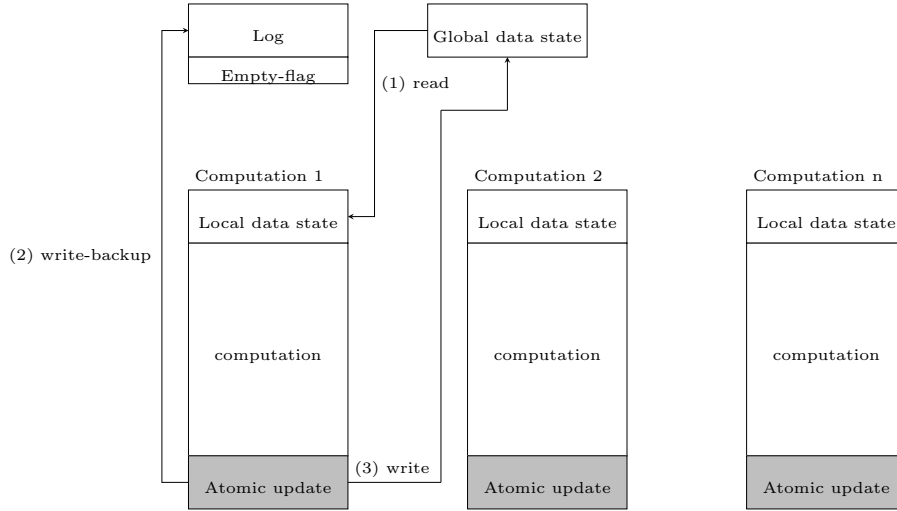 Log
Global data state
Empty-flag
(1) read
Computation 1
Computation 2
Computation n
Local data state
Local data state
Local data state
(2) write-backup
computation
computation
computation
(3) write
Atomic update
Atomic update
Atomic update